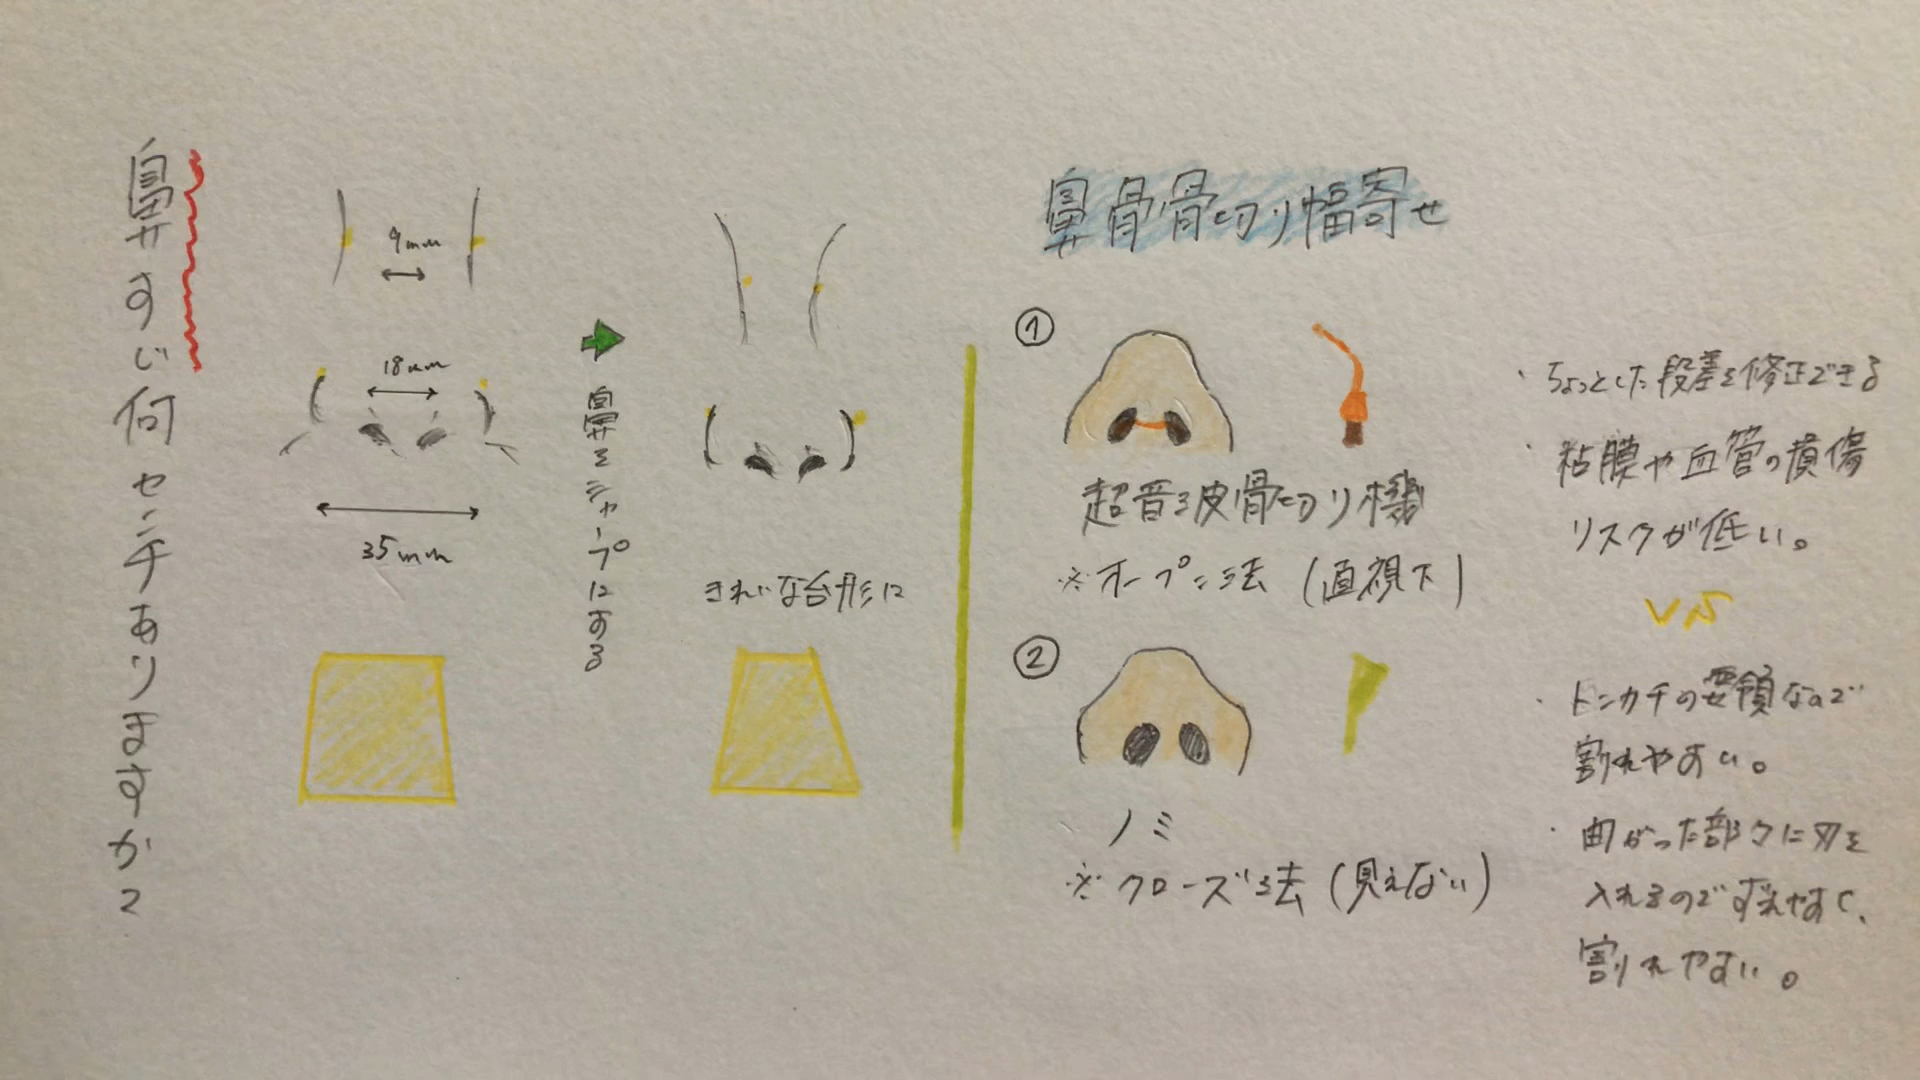 鼻すじ何センチありますか?
9mm
18mm
35mm
鼻をシャープにする
きれいな台形に
鼻骨骨切り幅寄せ
①
超音波骨切り機
※オープン法(直視下)
・ちょっとした段差を修正できる
・粘膜や血管の損傷
リスクが低い。
VS
②
ノミ
※クローズ法(見えない)
・トンカチの要領なので
割れやすい。
・曲がった部分に刃を
入れるのでずれやすく、
割れやすい。